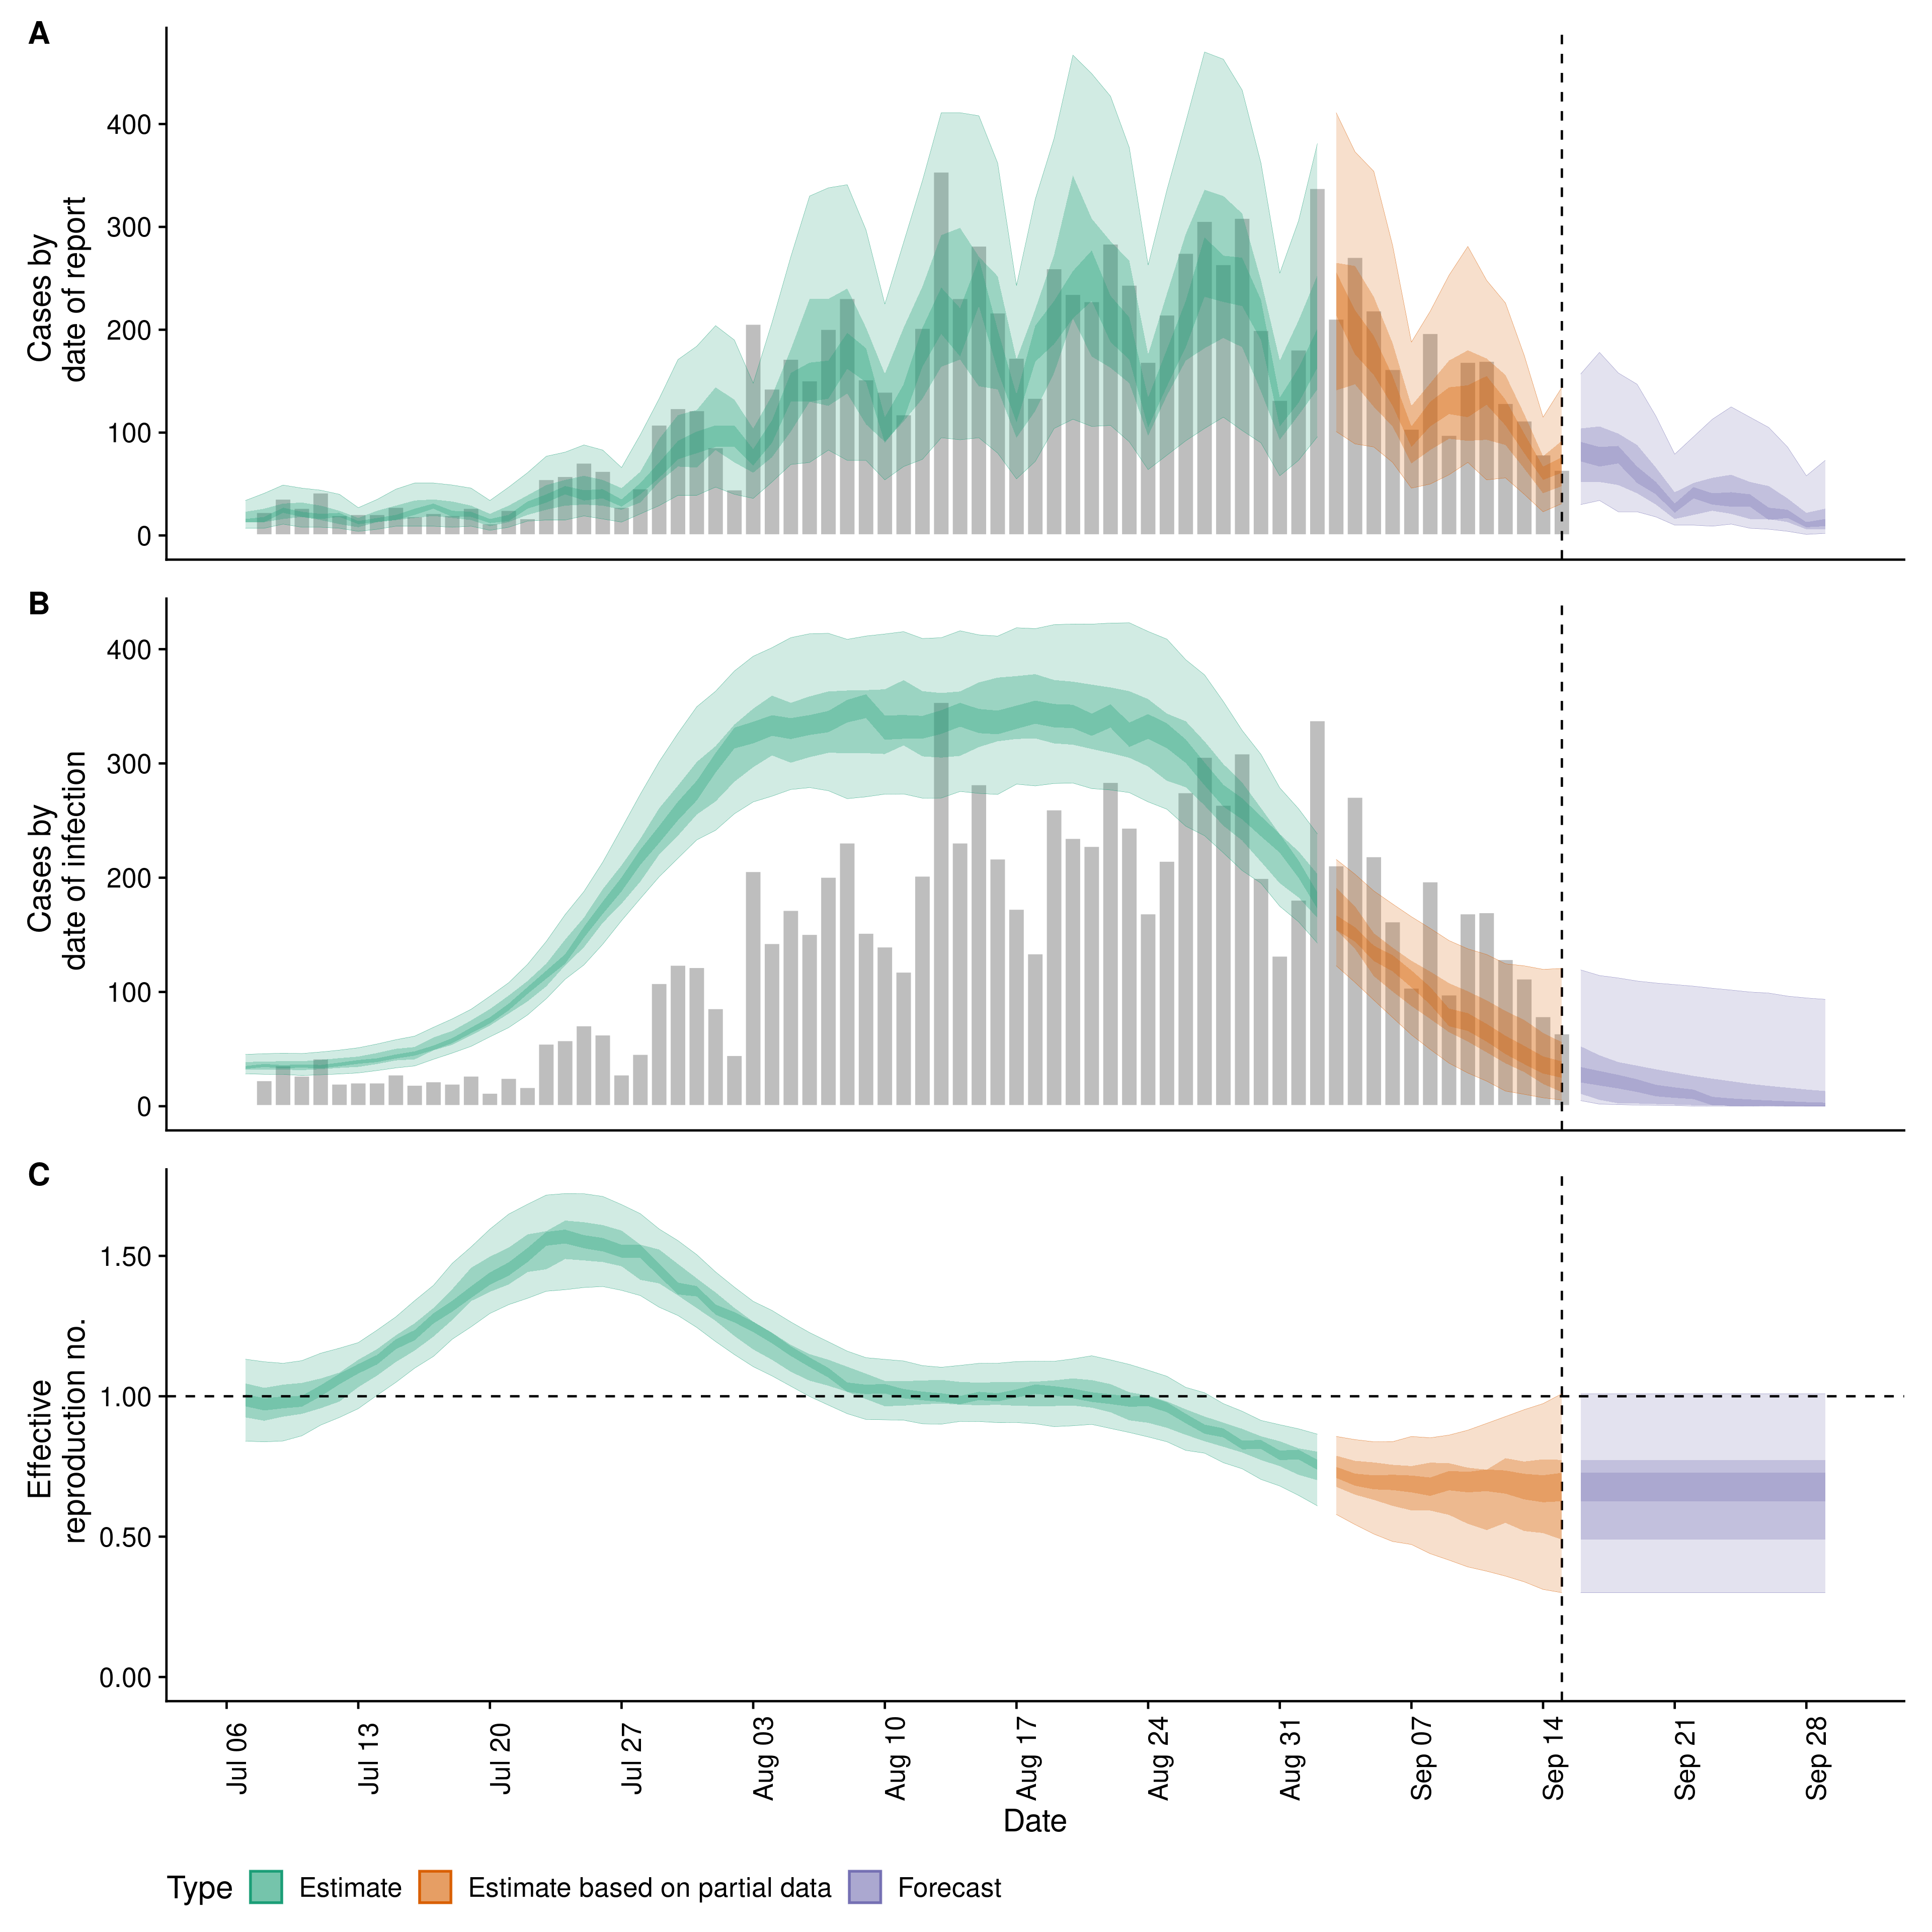 A
Cases by
date of report
400
300
200
100
0
B
Cases by
date of infection
400
300
200
100
0
C
Effective
reproduction no.
1.50
1.00
0.50
0.00
Jul 06
Jul 13
Jul 20
Jul 27
Aug 03
Aug 10
Aug 17
Aug 24
Aug 31
Sep 07
Sep 14
Sep 21
Sep 28
Date
Type Estimate Estimate based on partial data Forecast